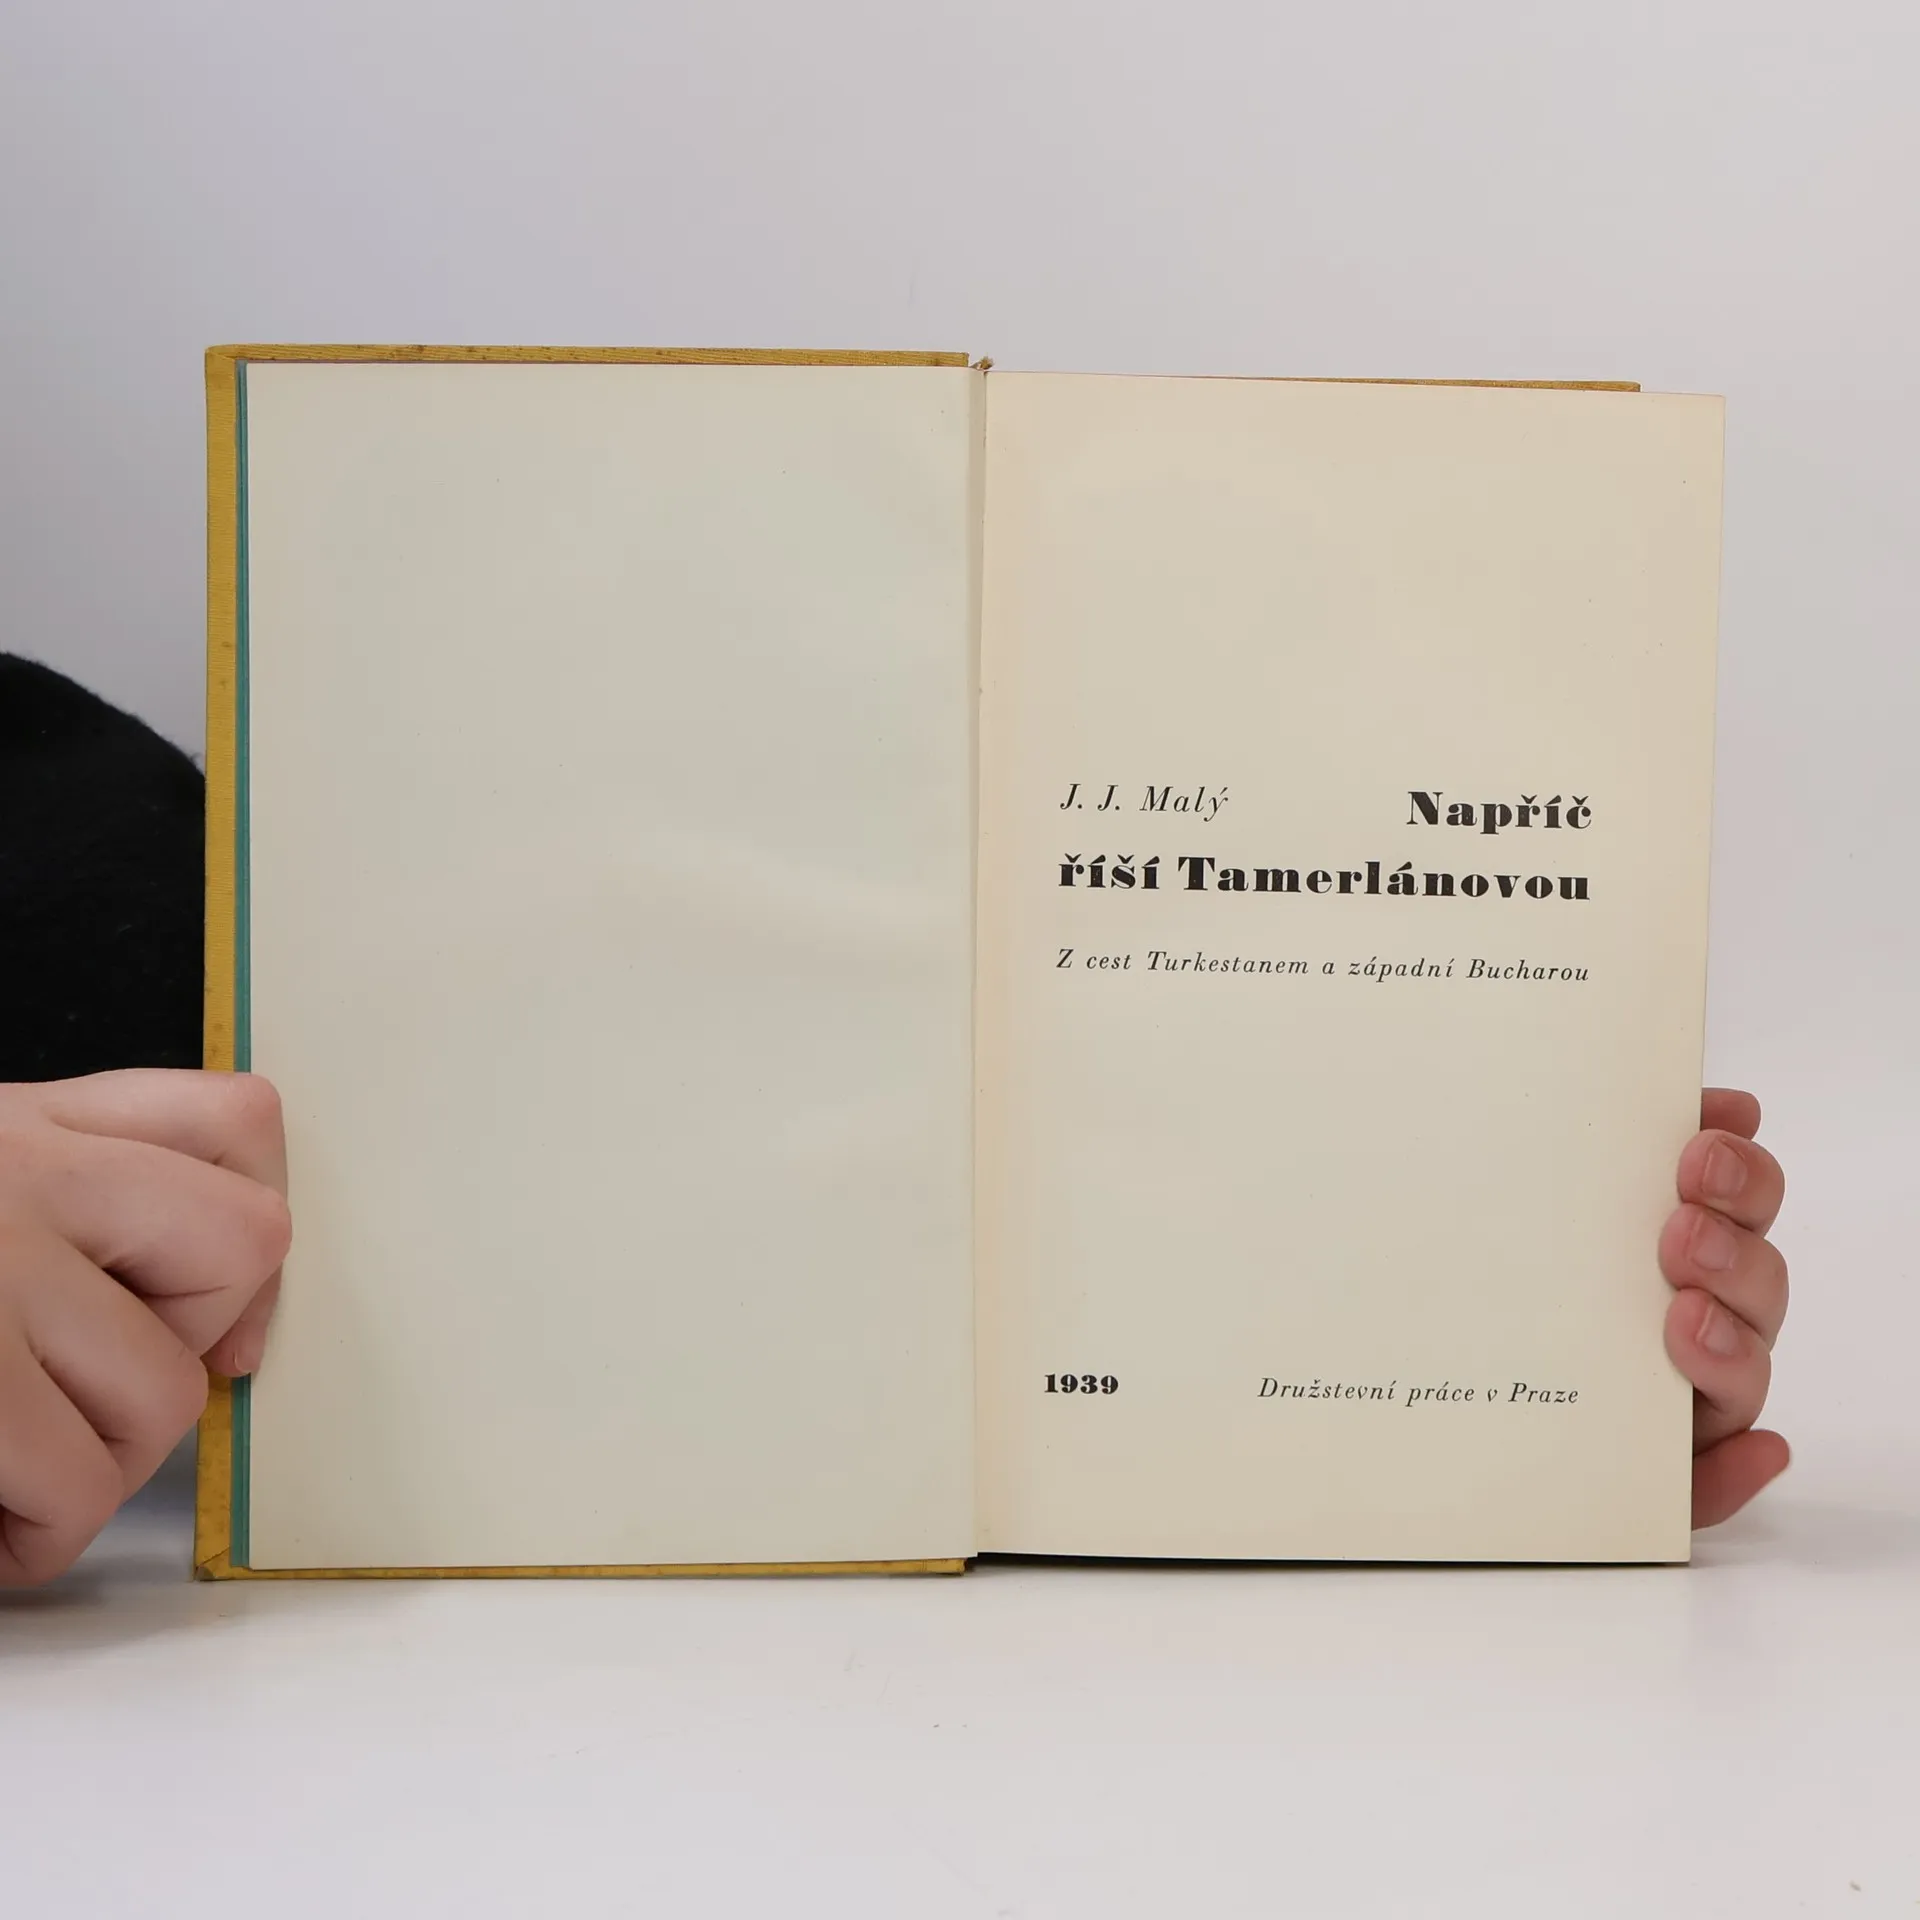 J. J. Malý Napříč
říší Tamerlánovou
Z cest Turkestanem a západní Bucharou
1939 Družstevní práce v Praze